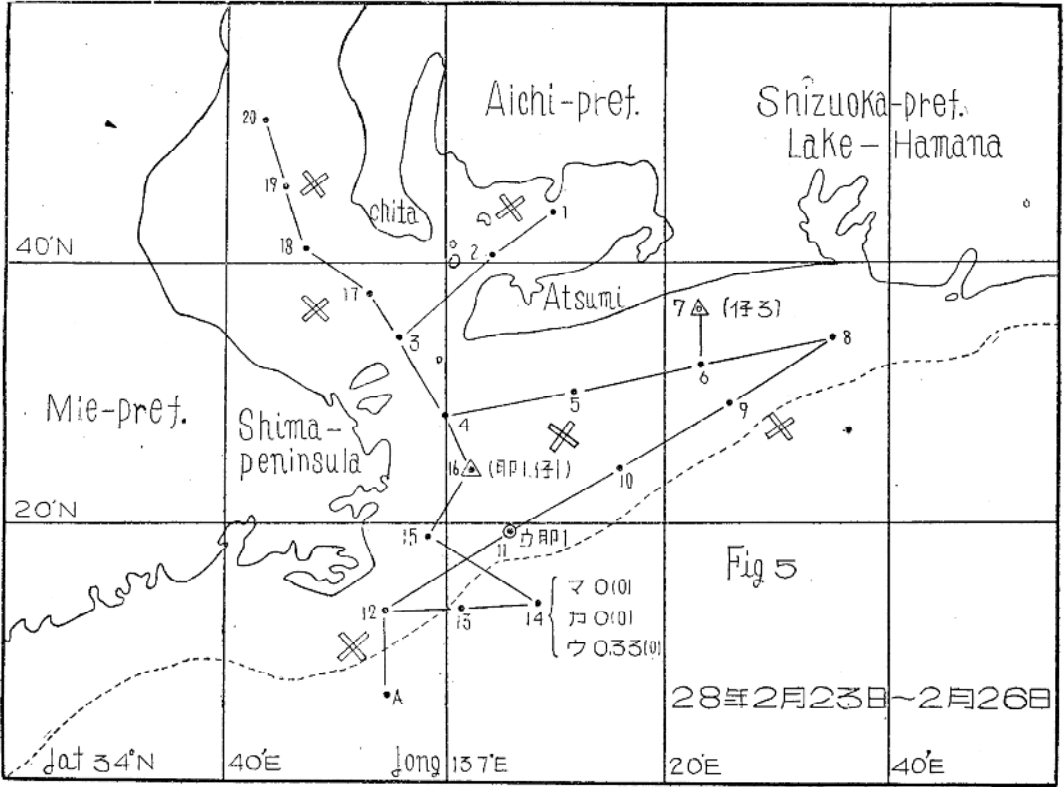 Aichi-pref.
Shizuoka-pref.
Lake-Hamana
20
19
chita
1
18
2
40'N
17
Atsumi
7 (仔3)
3
8
6
5
9
Mie-pref.
Shima-
peninsula
4
16 (卵1.仔1)
10
20'N
15
11 ウ卵1
Fig 5
12
13
14
マ 0(0)
カ 0(0)
ウ 0.33(0)
A
28年2月23日~2月26日
Lat 34°N
40'E
Long 137°E
20'E
40'E